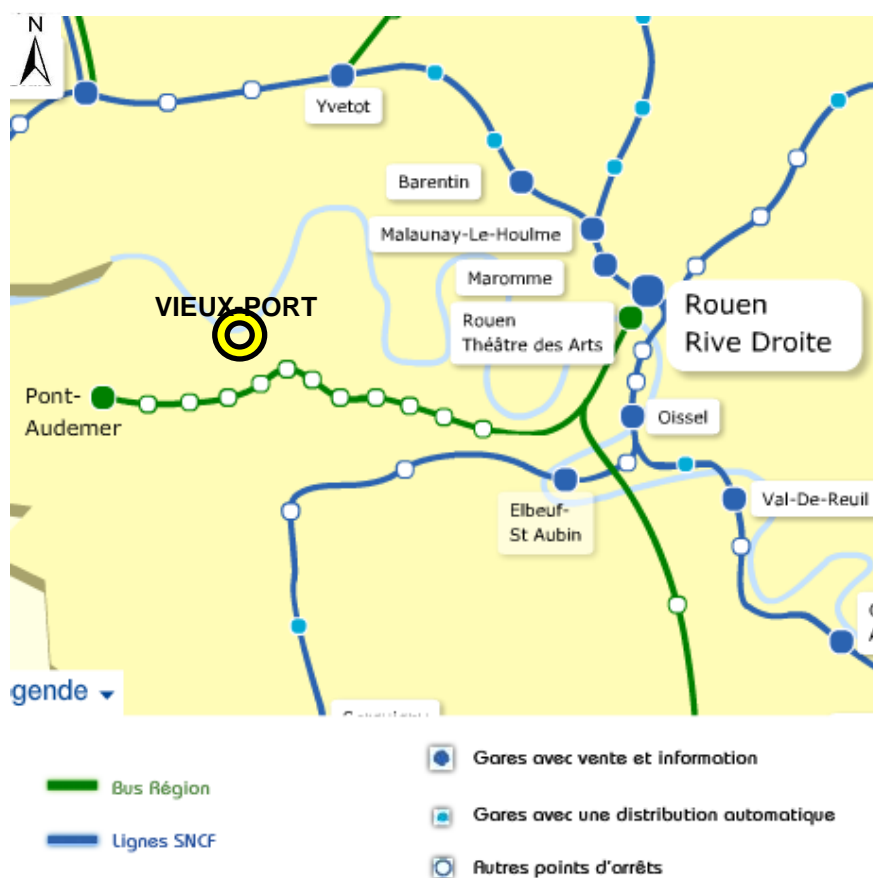 N
Yvetot
Barentin
Malaunay-Le-Houlme
Maromme
Rouen
Rive Droite
Rouen
Théâtre des Arts
VIEUX-PORT
Pont-
Audemer
Oissel
Elbeuf-
St Aubin
Val-De-Reuil
gende
Bus Région
Lignes SNCF
Gares avec vente et information
Gares avec une distribution automatique
Autres points d'arrêts